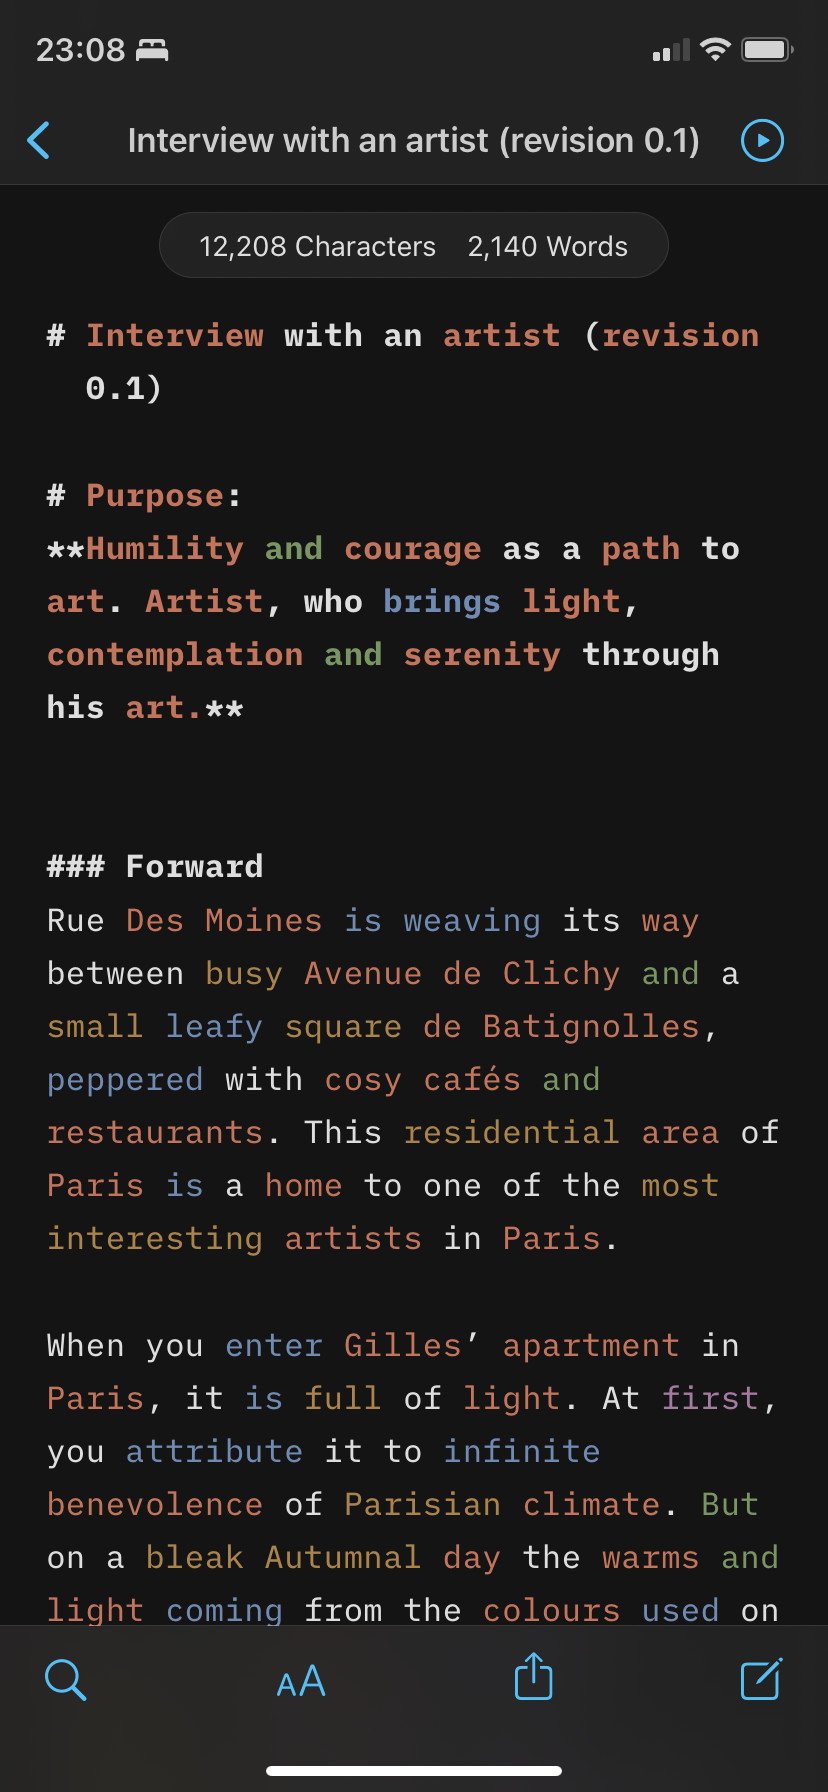 23:08
Interview with an artist (revision 0.1)
12,208 Characters 2,140 Words
# Interview with an artist (revision
0.1)
# Purpose:
**Humility and courage as a path to
art. Artist, who brings light,
contemplation and serenity through
his art.**
### Forward
Rue Des Moines is weaving its way
between busy Avenue de Clichy and a
small leafy square de Batignolles,
peppered with cosy cafés and
restaurants. This residential area of
Paris is a home to one of the most
interesting artists in Paris.
When you enter Gilles’ apartment in
Paris, it is full of light. At first,
you attribute it to infinite
benevolence of Parisian climate. But
on a bleak Autumnal day the warms and
light coming from the colours used on
AA